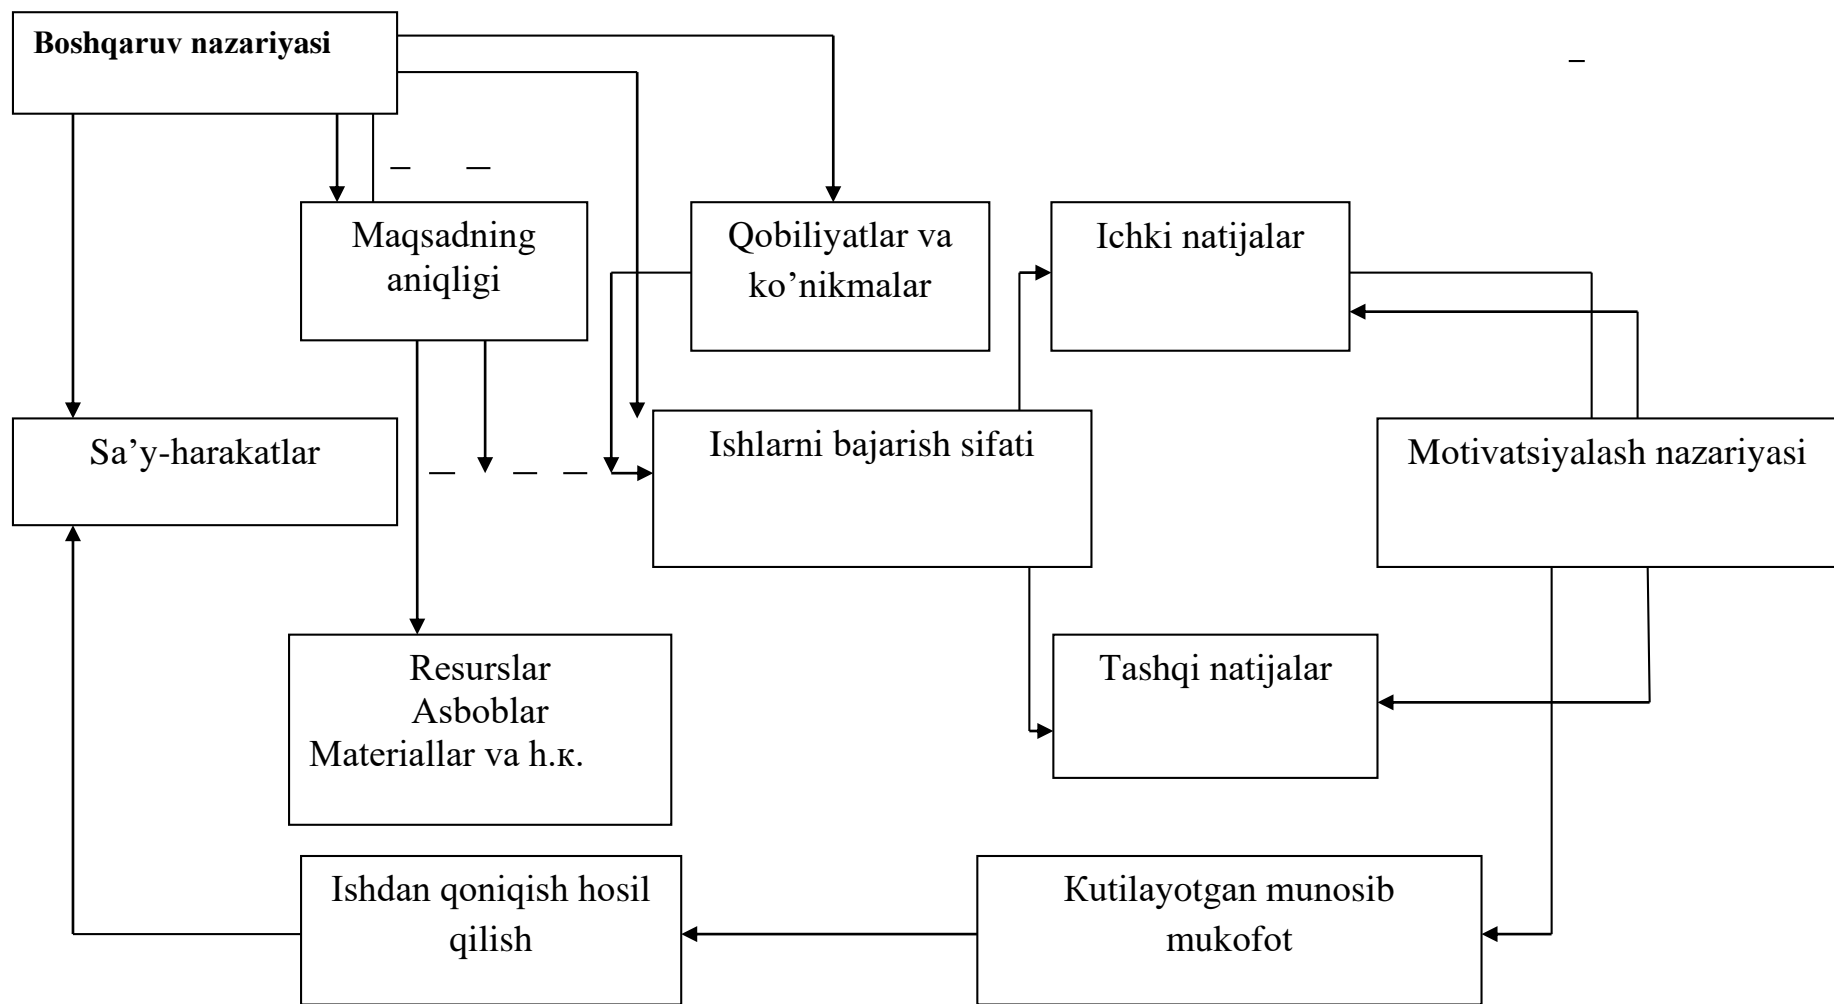 Boshqaruv nazariyasi
Maqsadning
aniqligi
Qobiliyatlar va
ko’nikmalar
Ichki natijalar
Sa’y-harakatlar
Ishlarni bajarish sifati
Motivatsiyalash nazariyasi
Resurslar
Asboblar
Materiallar va h.к.
Tashqi natijalar
Ishdan qoniqish hosil
qilish
Кutilayotgan munosib
mukofot